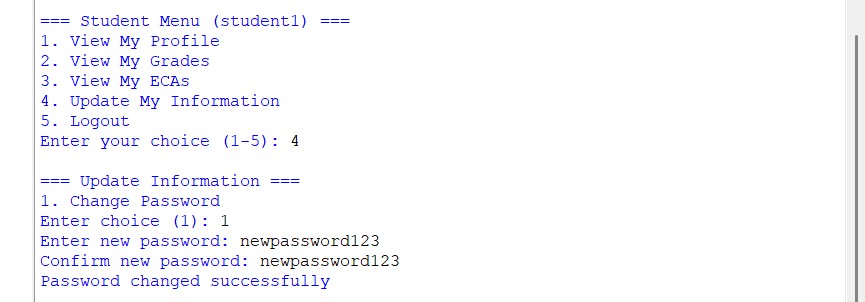 === Student Menu (student1) ===
1. View My Profile
2. View My Grades
3. View My ECAs
4. Update My Information
5. Logout
Enter your choice (1-5): 4
=== Update Information ===
1. Change Password
Enter choice (1): 1
Enter new password: newpassword123
Confirm new password: newpassword123
Password changed successfully